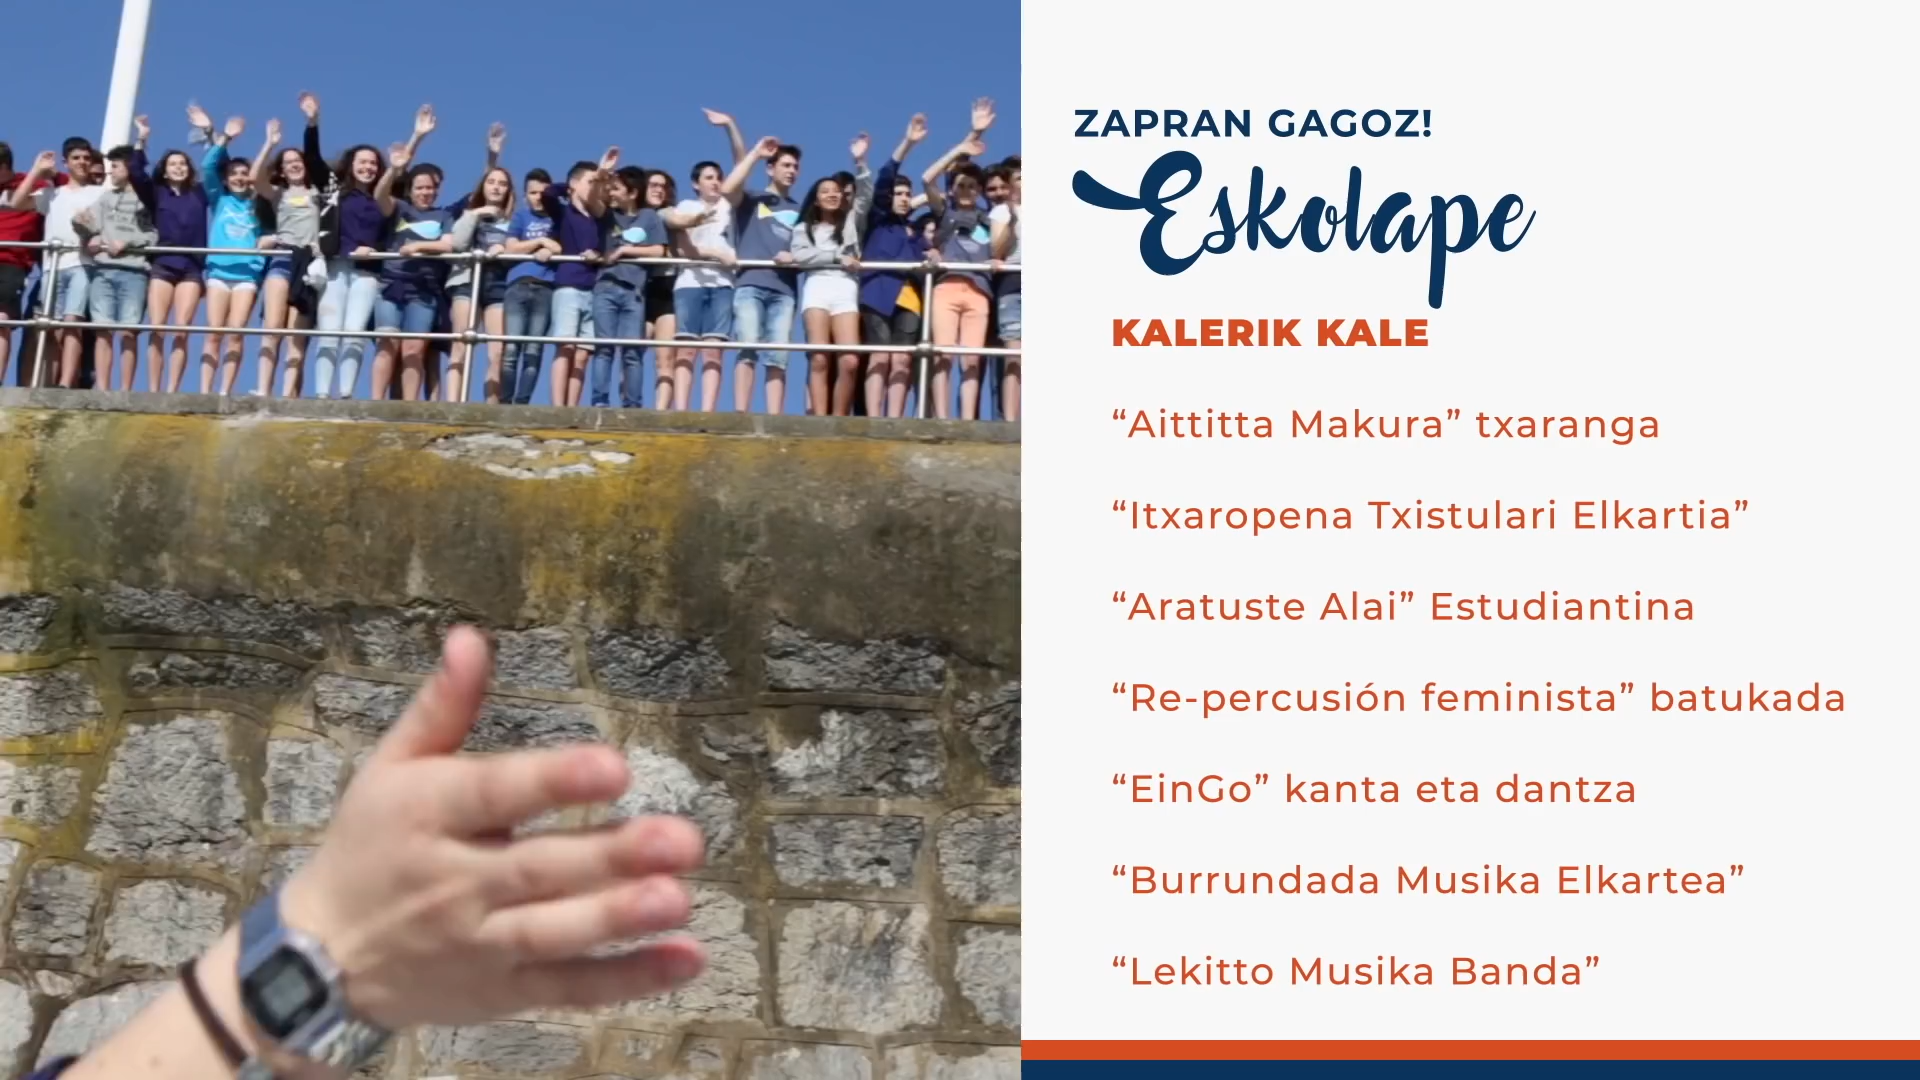 ZAPRAN GAGOZ!
Eskolape
KALERIK KALE
“Aittitta Makura” txaranga
“Itxaropena Txistulari Elkartia”
“Aratuste Alai” Estudiantina
“Re-percusión feminista” batukada
“EinGo” kanta eta dantza
“Burrundada Musika Elkartea”
“Lekitto Musika Banda”